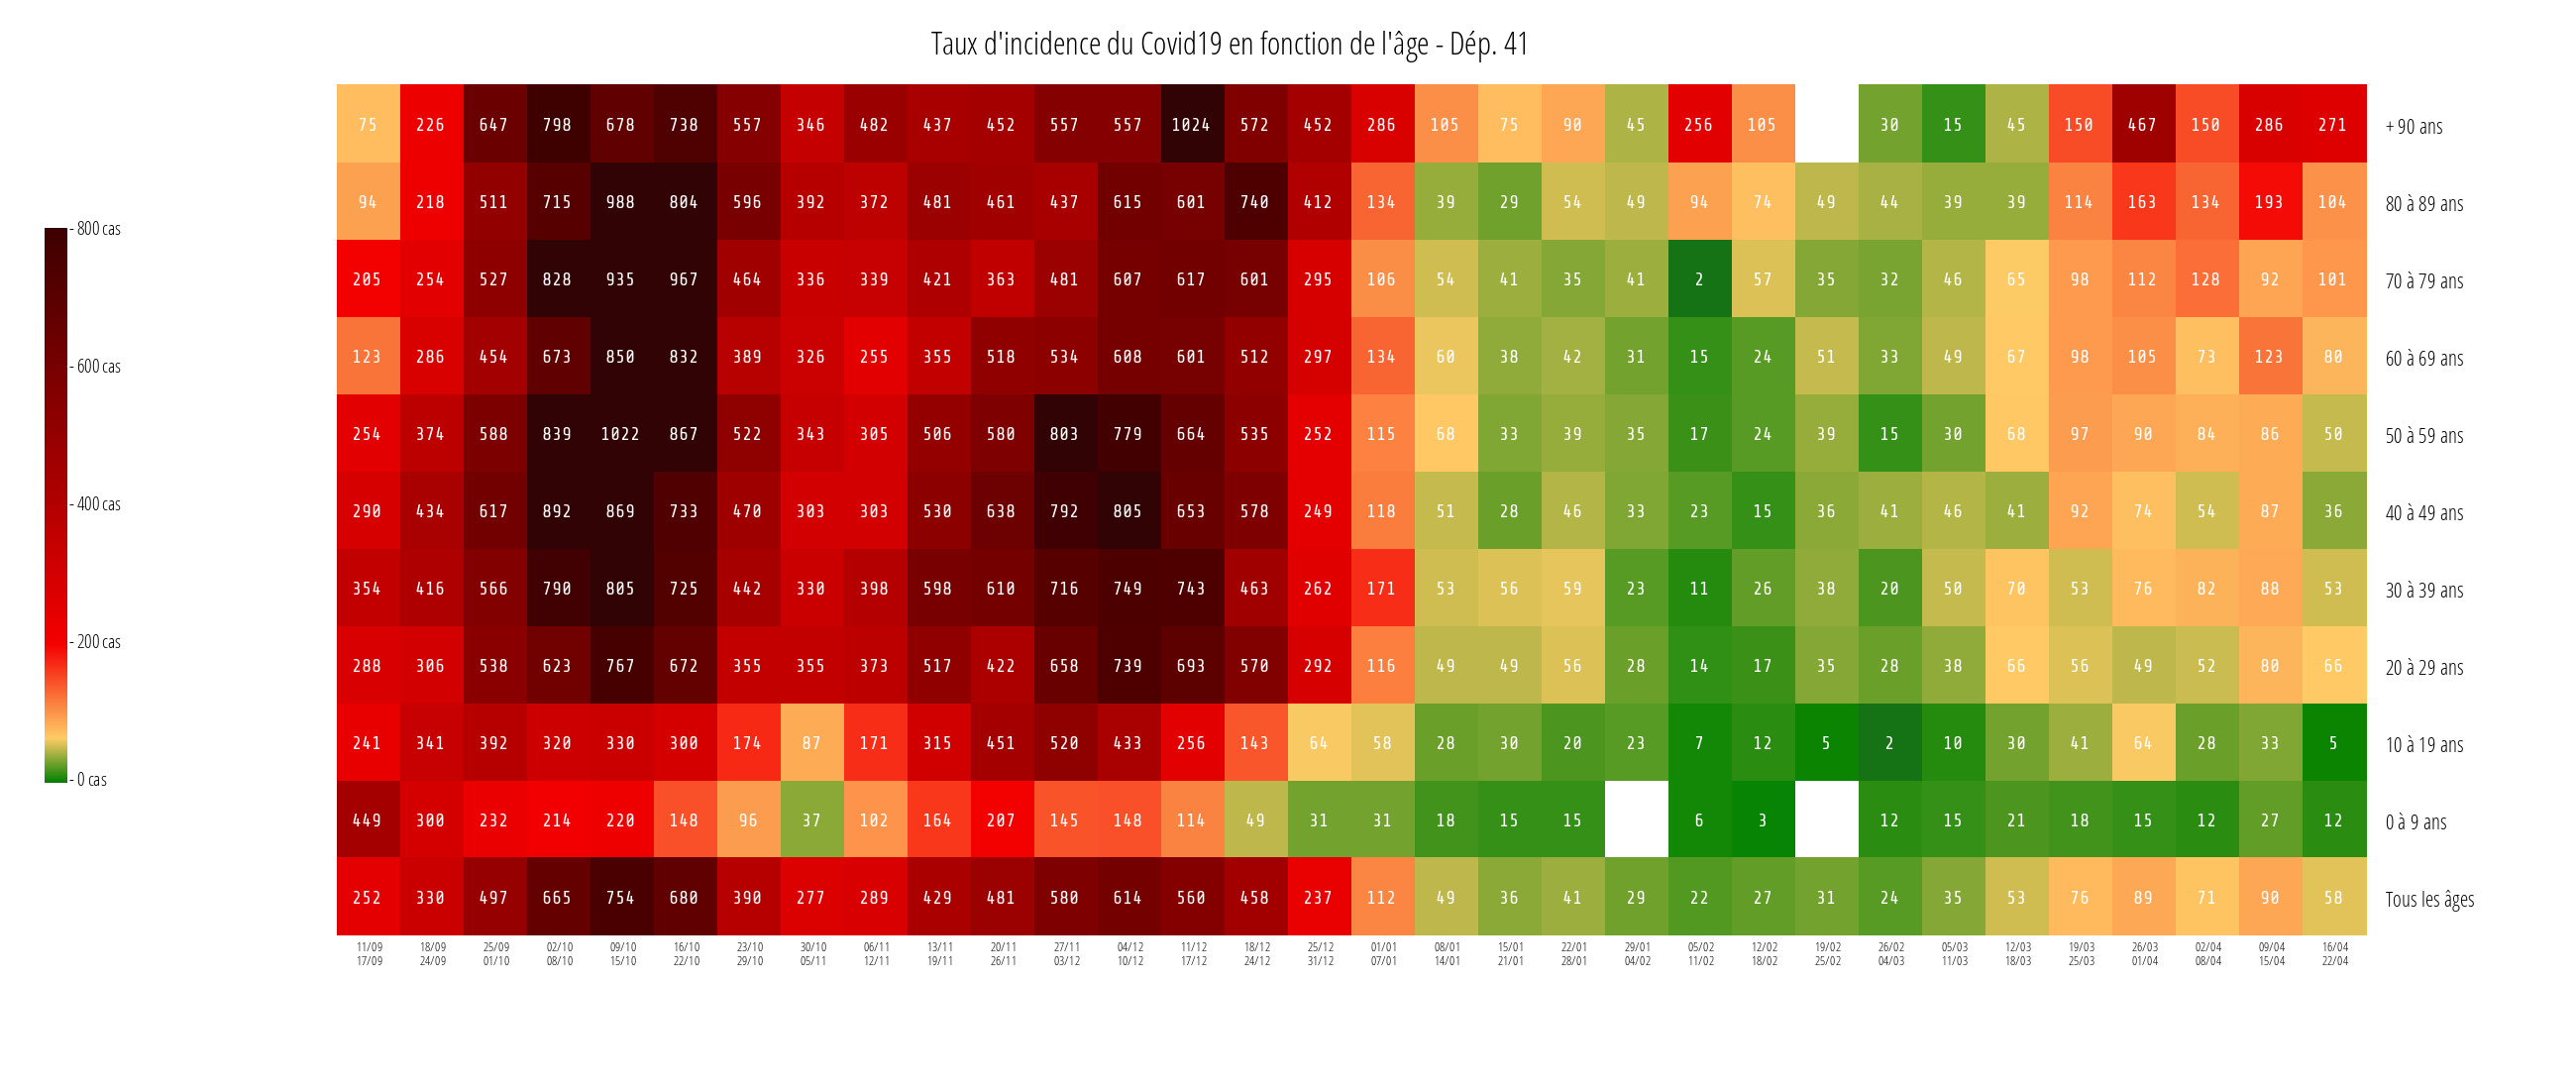 Taux d'incidence du Covid19 en fonction de l'âge - Dép. 41
75 226 647 798 678 738 557 346 482 437 452 557 557 1024 572 452 286 105 75 90 45 256 105 30 15 45 150 467 150 286 271 + 90 ans
94 218 511 715 988 804 596 392 372 481 461 437 615 601 740 412 134 39 29 54 49 94 74 49 44 39 39 114 163 134 193 104 80 à 89 ans
205 254 527 828 935 967 464 336 339 421 363 481 607 617 601 295 106 54 41 35 41 2 57 35 32 46 65 98 112 128 92 101 70 à 79 ans
123 286 454 673 850 832 389 326 255 355 518 534 608 601 512 297 134 60 38 42 31 15 24 51 33 49 67 98 105 73 123 80 60 à 69 ans
254 374 588 839 1022 867 522 343 305 506 580 803 779 664 535 252 115 68 33 39 35 17 24 39 15 30 68 97 90 84 86 50 50 à 59 ans
290 434 617 892 869 733 470 303 303 530 638 792 805 653 578 249 118 51 28 46 33 23 15 36 41 46 41 92 74 54 87 36 40 à 49 ans
354 416 566 790 805 725 442 330 398 598 610 716 749 743 463 262 171 53 56 59 23 11 26 38 20 50 70 53 76 82 88 53 30 à 39 ans
288 306 538 623 767 672 355 355 373 517 422 658 739 693 570 292 116 49 49 56 28 14 17 35 28 38 66 56 49 52 80 66 20 à 29 ans
241 341 392 320 330 300 174 87 171 315 451 520 433 256 143 64 58 28 30 20 23 7 12 5 2 10 30 41 64 28 33 5 10 à 19 ans
449 300 232 214 220 148 96 37 102 164 207 145 148 114 49 31 31 18 15 15 6 3 12 15 21 18 15 12 27 12 0 à 9 ans
252 330 497 665 754 680 390 277 289 429 481 580 614 560 458 237 112 49 36 41 29 22 27 31 24 35 53 76 89 71 90 58 Tous les âges
11/09 18/09 25/09 02/10 09/10 16/10 23/10 30/10 06/11 13/11 20/11 27/11 04/12 11/12 18/12 25/12 01/01 08/01 15/01 22/01 29/01 05/02 12/02 19/02 26/02 05/03 12/03 19/03 26/03 02/04 09/04 16/04
17/09 24/09 01/10 08/10 15/10 22/10 29/10 05/11 12/11 19/11 26/11 03/12 10/12 17/12 24/12 31/12 07/01 14/01 21/01 28/01 04/02 11/02 18/02 25/02 04/03 11/03 18/03 25/03 01/04 08/04 15/04 22/04
- 800 cas
- 600 cas
- 400 cas
- 200 cas
- 0 cas